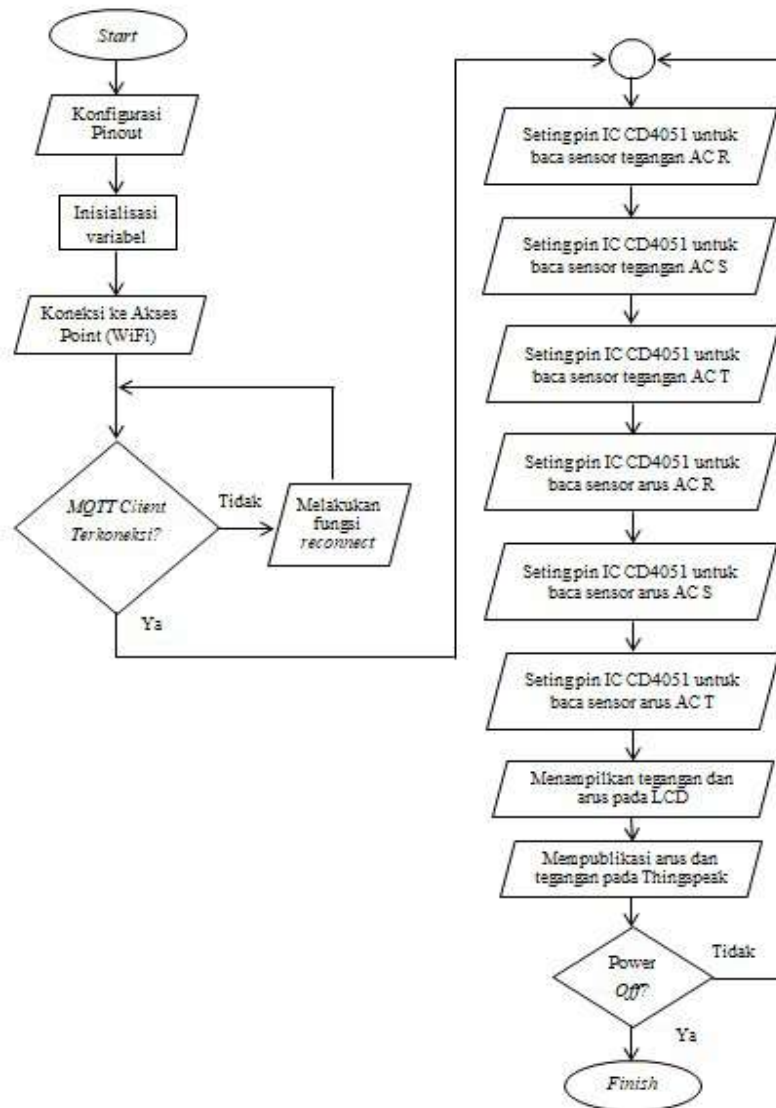 Start
Konfigurasi
Pinout
Inisialisasi
variabel
Koneksi ke Akses
Point (WiFi)
MQTT Client
Terkoneksi?
Tidak
Melakukan
fungsi
reconnect
Ya
Seting pin IC CD4051 untuk
baca sensor tegangan AC R
Seting pin IC CD4051 untuk
baca sensor tegangan AC S
Seting pin IC CD4051 untuk
baca sensor tegangan AC T
Seting pin IC CD4051 untuk
baca sensor arus AC R
Seting pin IC CD4051 untuk
baca sensor arus AC S
Seting pin IC CD4051 untuk
baca sensor arus AC T
Menampilkan tegangan dan
arus pada LCD
Mempublikasi arus dan
tegangan pada Thingspeak
Power
Off?
Tidak
Ya
Finish